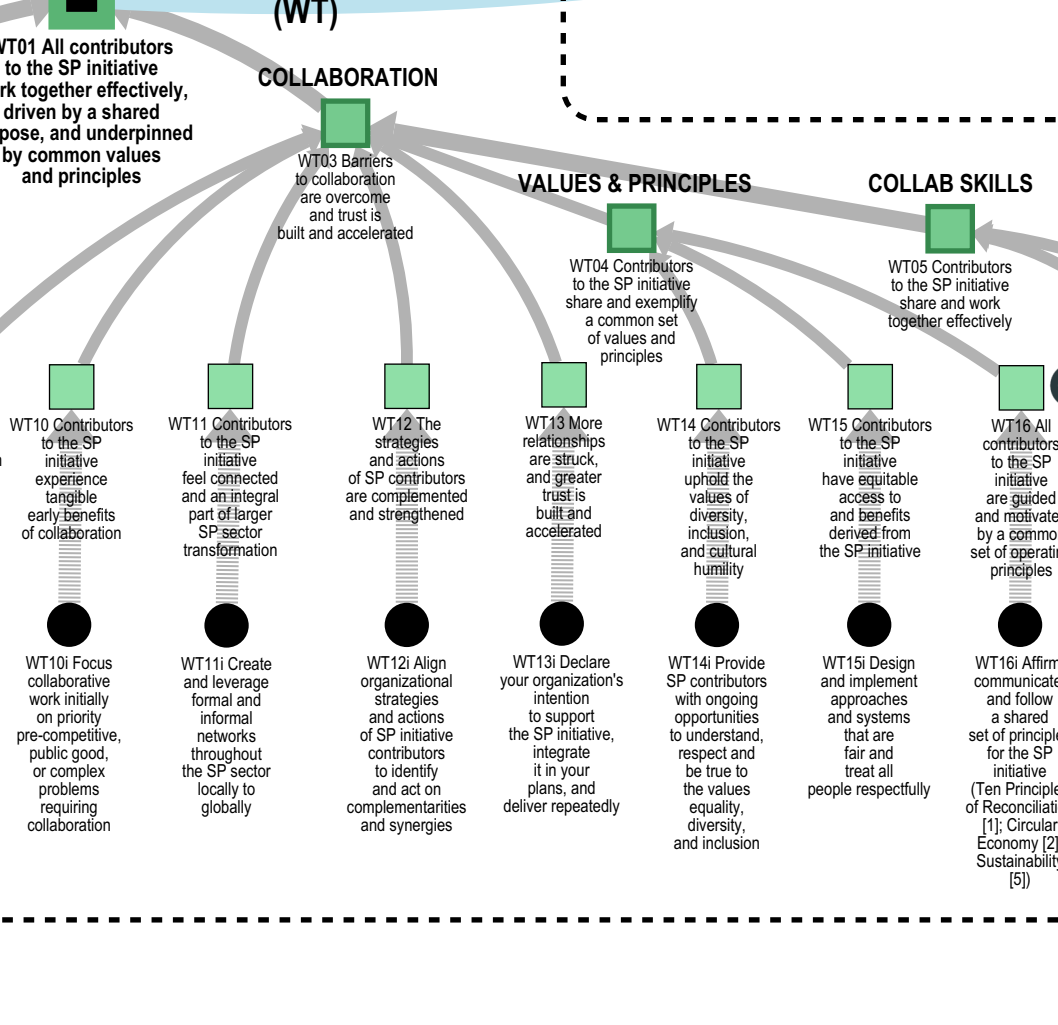 (WT)
WT01 All contributors
to the SP initiative
rk together effectively,
driven by a shared
pose, and underpinned
by common values
and principles
COLLABORATION
WT03 Barriers
to collaboration
are overcome
and trust is
built and accelerated
VALUES & PRINCIPLES
WT04 Contributors
to the SP initiative
share and exemplify
a common set
of values and
principles
COLLAB SKILLS
WT05 Contributors
to the SP initiative
share and work
together effectively
WT10 Contributors
to the SP
initiative
experience
tangible
early benefits
of collaboration
WT11 Contributors
to the SP
initiative
feel connected
and an integral
part of larger
SP sector
transformation
WT12 The
strategies
and actions
of SP contributors
are complemented
and strengthened
WT13 More
relationships
are struck,
and greater
trust is
built and
accelerated
WT14 Contributors
to the SP
initiative
uphold the
values of
diversity,
inclusion,
and cultural
humility
WT15 Contributors
to the SP
initiative
have equitable
access to
and benefits
derived from
the SP initiative
WT16 All
contributors
to the SP
initiative
are guided
and motivate
by a commo
set of operatin
principles
WT10i Focus
collaborative
work initially
on priority
pre-competitive,
public good,
or complex
problems
requiring
collaboration
WT11i Create
and leverage
formal and
informal
networks
throughout
the SP sector
locally to
globally
WT12i Align
organizational
strategies
and actions
of SP initiative
contributors
to identify
and act on
complementarities
and synergies
WT13i Declare
your organization's
intention
to support
the SP initiative,
integrate
it in your
plans, and
deliver repeatedly
WT14i Provide
SP contributors
with ongoing
opportunities
to understand,
respect and
be true to
the values
equality,
diversity,
and inclusion
WT15i Design
and implement
approaches
and systems
that are
fair and
treat all
people respectfully
WT16i Affirm
communicate
and follow
a shared
set of principle
for the SP
initiative
(Ten Principle
of Reconciliati
[1]; Circular
Economy [2]
Sustainability
[5])